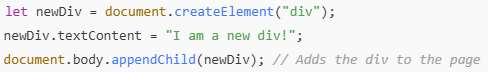 let newDiv = document.createElement("div");
newDiv.textContent = "I am a new div!";
document.body.appendChild(newDiv); // Adds the div to the page